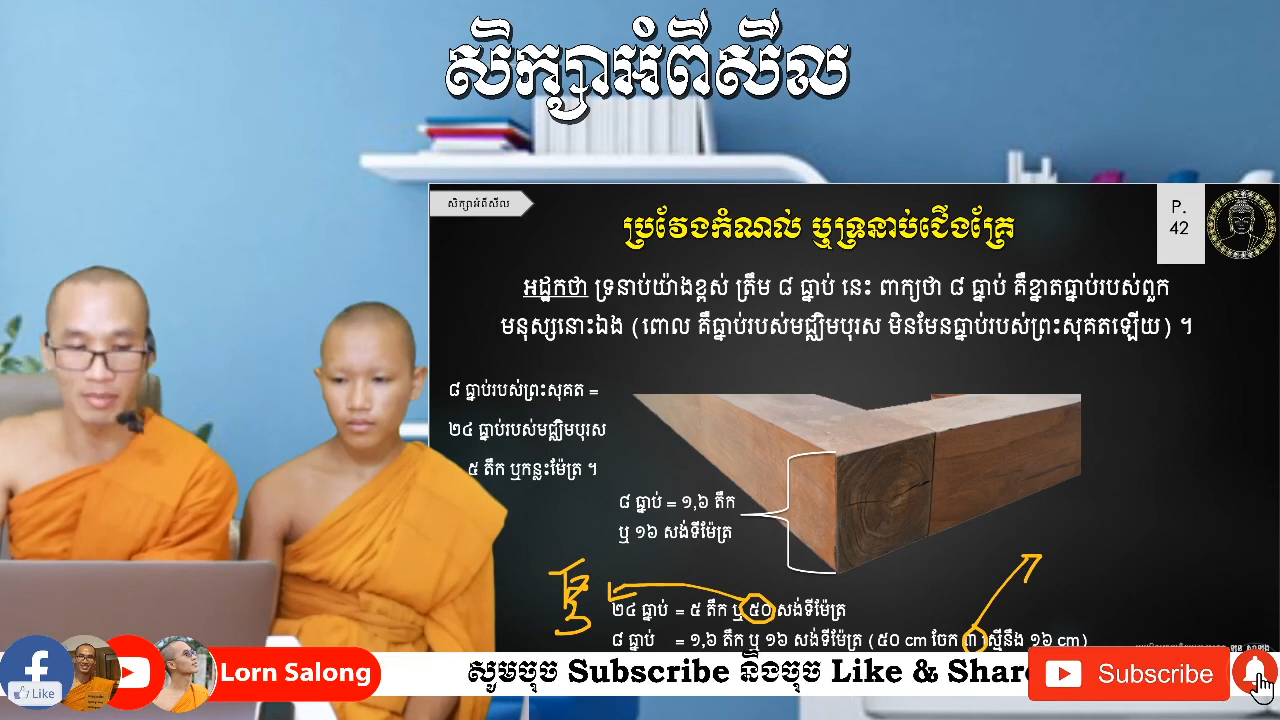 សិក្សាអំពីសីល
សិក្សាអំពីសីល
P.
42
ប្រវែងកំណល់ ឬទ្រនាប់ជើងគ្រែ
អដ្ឋកថា ទ្រនាប់យ៉ាងខ្ពស់ ត្រឹម ៨ ធ្នាប់ នេះ ពាក្យថា ៨ ធ្នាប់ គឺខ្នាតធ្នាប់របស់ពួក
មនុស្សនោះឯង (ពោល គឺធ្នាប់របស់មជ្ឈិមបុរស មិនមែនធ្នាប់របស់ព្រះសុគតឡើយ) ។
៨ ធ្នាប់របស់ព្រះសុគត =
២៤ ធ្នាប់របស់មជ្ឈិមបុរស
៥ តឹក ឬកន្លះម៉ែត្រ ។
៨ ធ្នាប់ = ១,៦ តឹក
ឬ ១៦ សង់ទីម៉ែត្រ
២៤ ធ្នាប់ = ៥ តឹក ឬ ៥០ សង់ទីម៉ែត្រ
៨ ធ្នាប់ = ១,៦ តឹក ឬ ១៦ សង់ទីម៉ែត្រ (៥០ cm ចែក ៣ ស្មើនឹង ១៦ cm)
Like
Lorn Salong
សូមចុច Subscribe និងចុច Like & Share
Subscribe